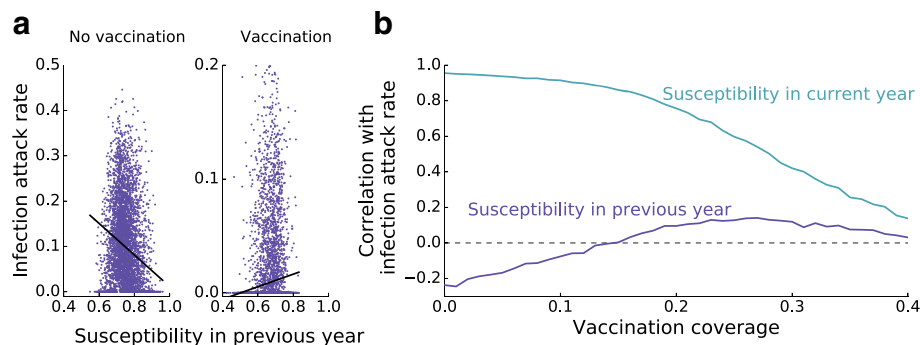 a
No vaccination
Vaccination
Infection attack rate
0.5
0.4
0.3
0.2
0.1
0.0
0.4 0.6 0.8 1.0
0.2
0.1
0.0
0.4 0.6 0.8 1.0
Susceptibility in previous year
b
Correlation with
infection attack rate
1.0
0.8
0.6
0.4
0.2
0.0
−0.2
Susceptibility in current year
Susceptibility in previous year
0.0 0.1 0.2 0.3 0.4
Vaccination coverage